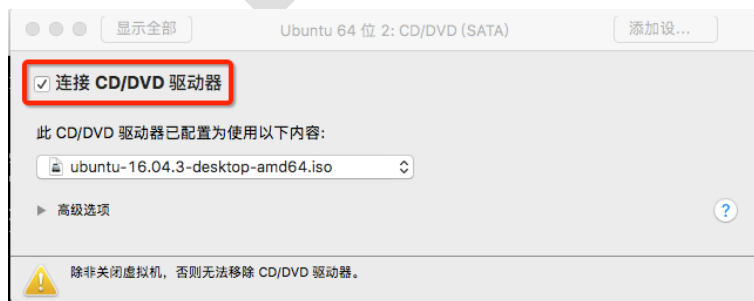 显示全部 Ubuntu 64 位 2: CD/DVD (SATA) 添加设...
连接 CD/DVD 驱动器
此 CD/DVD 驱动器已配置为使用以下内容:
ubuntu-16.04.3-desktop-amd64.iso
高级选项 ?
除非关闭虚拟机，否则无法移除 CD/DVD 驱动器。